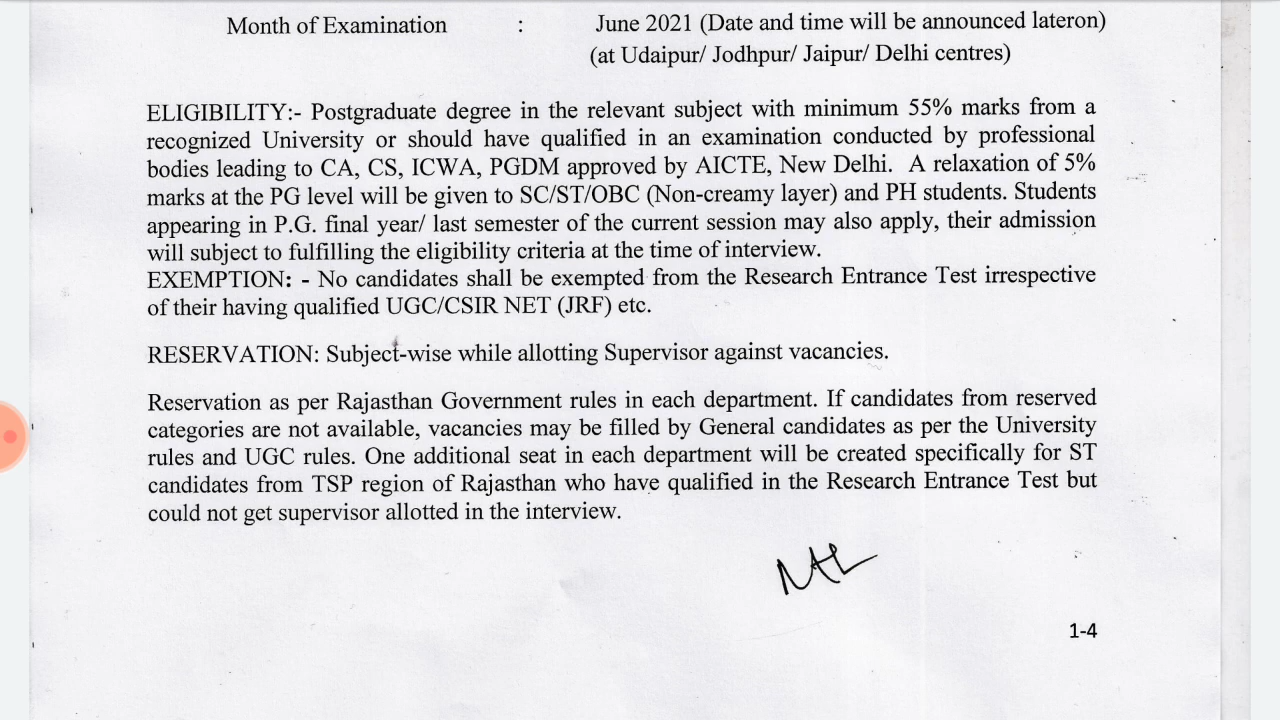 Month of Examination : June 2021 (Date and time will be announced lateron)
(at Udaipur/ Jodhpur/ Jaipur/ Delhi centres)
ELIGIBILITY:- Postgraduate degree in the relevant subject with minimum 55% marks from a
recognized University or should have qualified in an examination conducted by professional
bodies leading to CA, CS, ICWA, PGDM approved by AICTE, New Delhi. A relaxation of 5%
marks at the PG level will be given to SC/ST/OBC (Non-creamy layer) and PH students. Students
appearing in P.G. final year/ last semester of the current session may also apply, their admission
will subject to fulfilling the eligibility criteria at the time of interview.
EXEMPTION: - No candidates shall be exempted from the Research Entrance Test irrespective
of their having qualified UGC/CSIR NET (JRF) etc.
RESERVATION: Subject-wise while allotting Supervisor against vacancies.
Reservation as per Rajasthan Government rules in each department. If candidates from reserved
categories are not available, vacancies may be filled by General candidates as per the University
rules and UGC rules. One additional seat in each department will be created specifically for ST
candidates from TSP region of Rajasthan who have qualified in the Research Entrance Test but
could not get supervisor allotted in the interview.
1-4